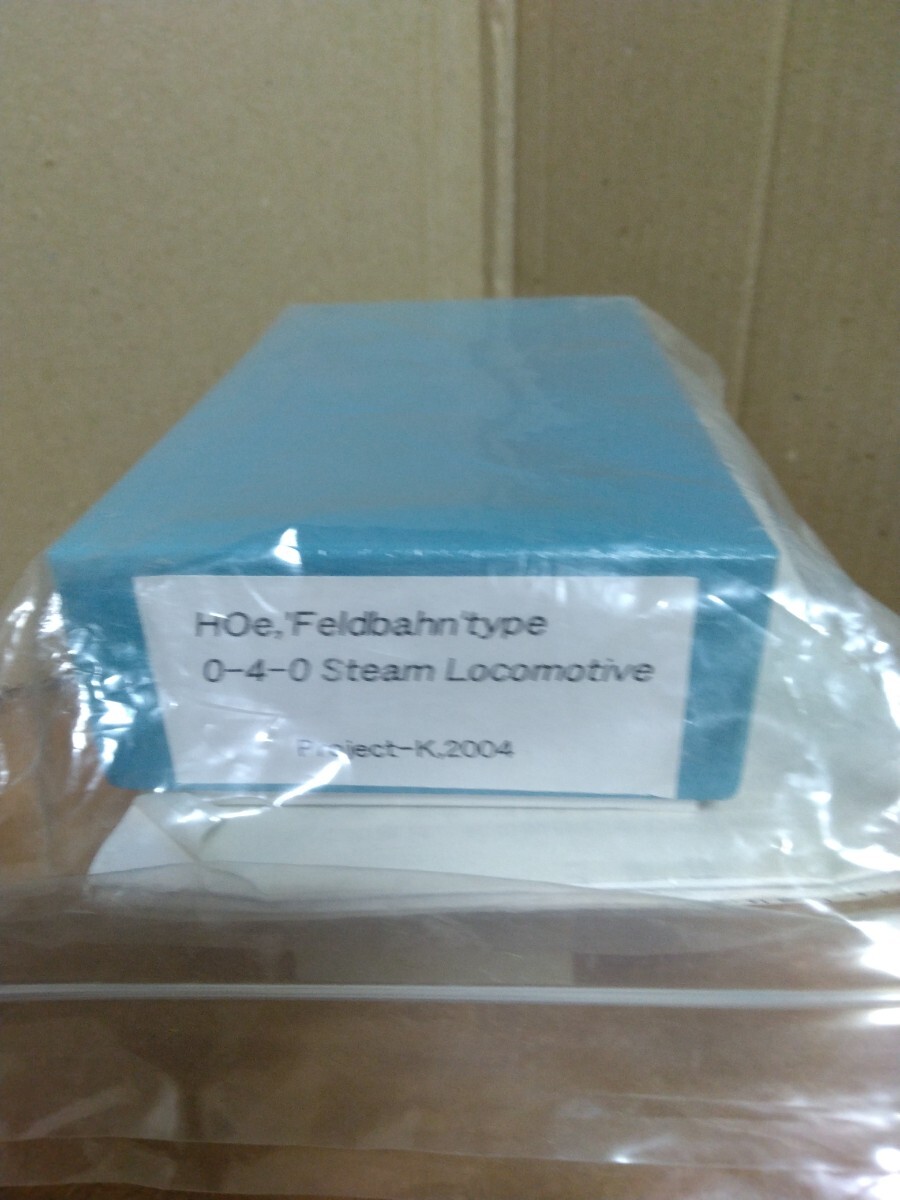 HOe,"Feldbahn"type
0-4-0 Steam Locomotive
Project-K,2004